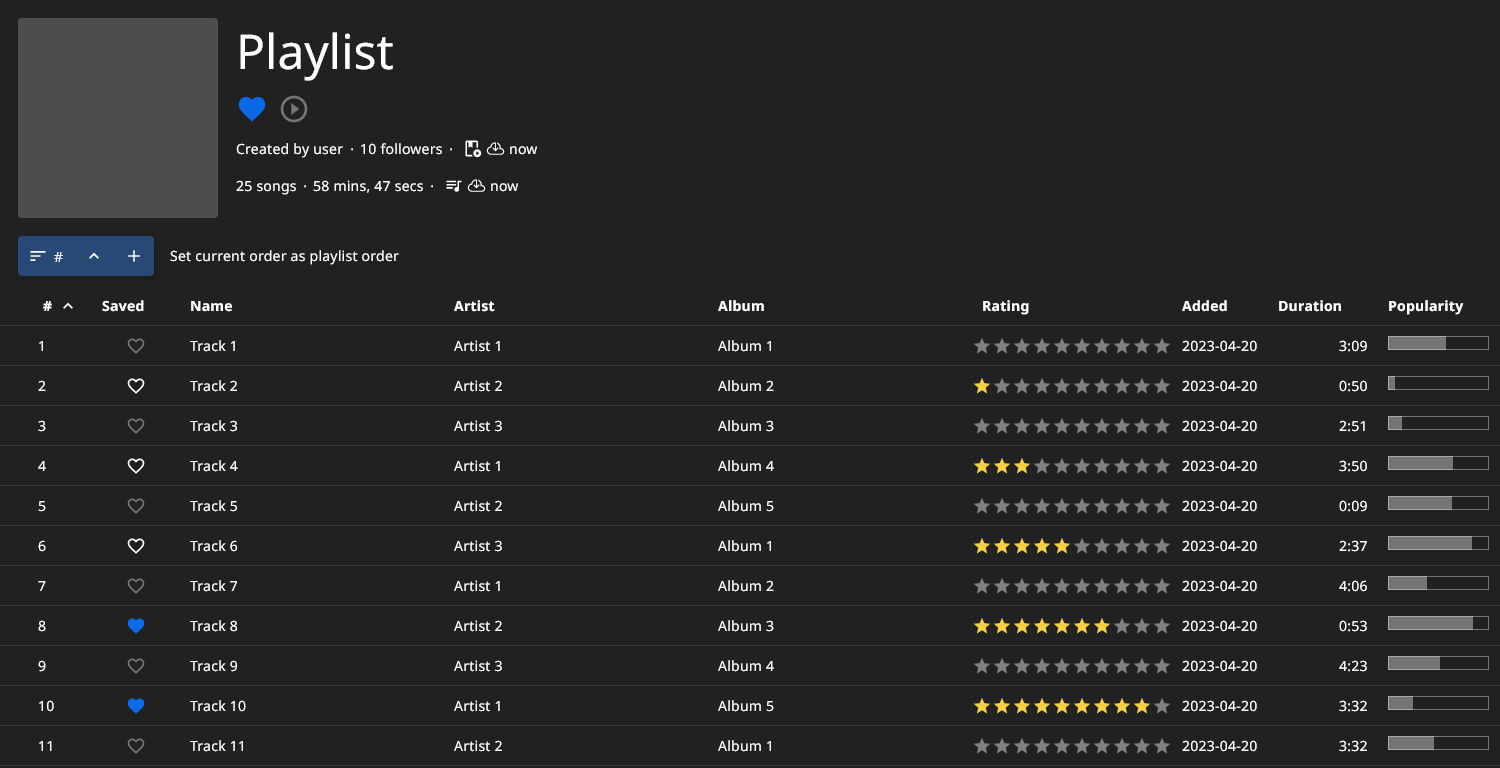 Playlist
Created by user · 10 followers · now
25 songs · 58 mins, 47 secs · now
# Set current order as playlist order
# Saved Name Artist Album Rating Added Duration Popularity
1 Track 1 Artist 1 Album 1 2023-04-20 3:09
2 Track 2 Artist 2 Album 2 2023-04-20 0:50
3 Track 3 Artist 3 Album 3 2023-04-20 2:51
4 Track 4 Artist 1 Album 4 2023-04-20 3:50
5 Track 5 Artist 2 Album 5 2023-04-20 0:09
6 Track 6 Artist 3 Album 1 2023-04-20 2:37
7 Track 7 Artist 1 Album 2 2023-04-20 4:06
8 Track 8 Artist 2 Album 3 2023-04-20 0:53
9 Track 9 Artist 3 Album 4 2023-04-20 4:23
10 Track 10 Artist 1 Album 5 2023-04-20 3:32
11 Track 11 Artist 2 Album 1 2023-04-20 3:32